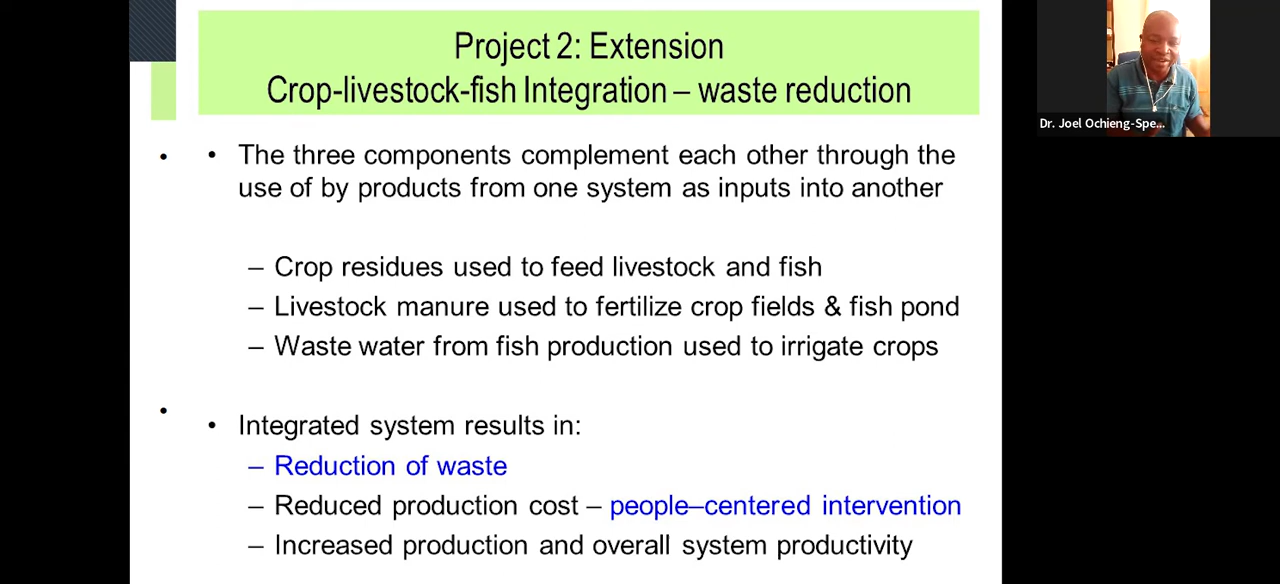 Project 2: Extension
Crop-livestock-fish Integration – waste reduction
Dr. Joel Ochieng-Spe...
• • The three components complement each other through the
use of by products from one system as inputs into another
– Crop residues used to feed livestock and fish
– Livestock manure used to fertilize crop fields & fish pond
– Waste water from fish production used to irrigate crops
• • Integrated system results in:
– Reduction of waste
– Reduced production cost – people–centered intervention
– Increased production and overall system productivity